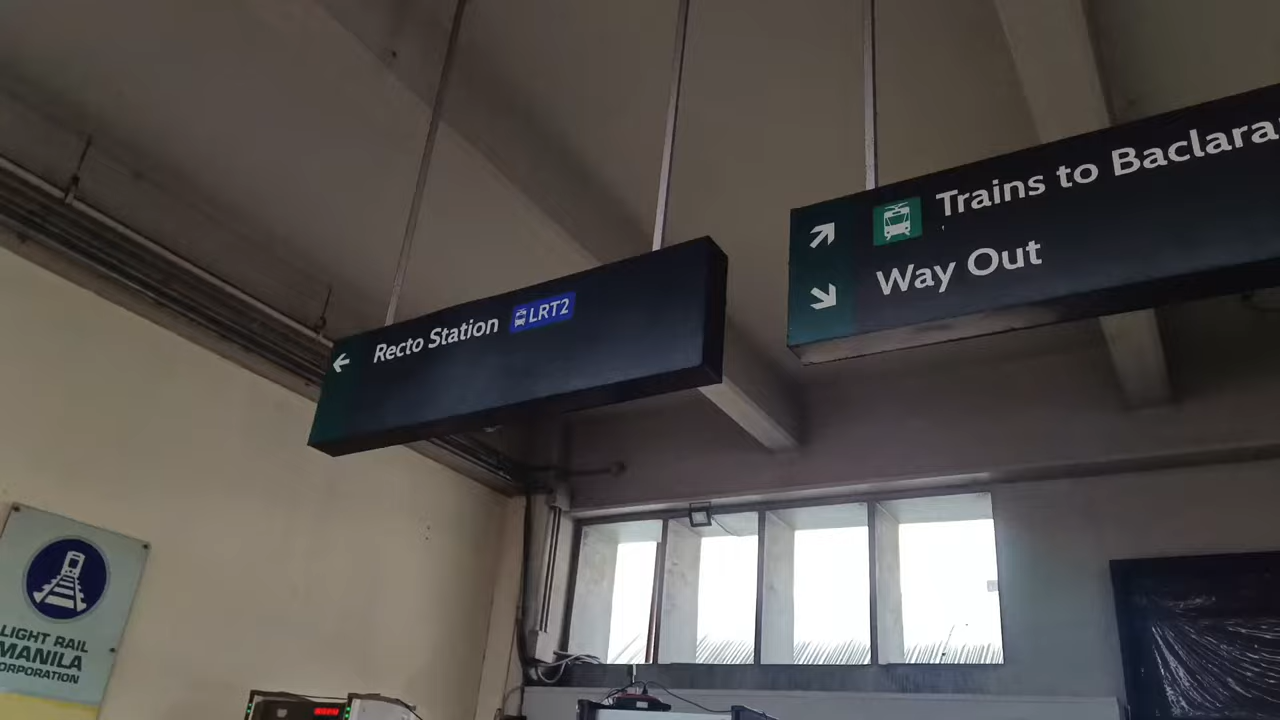 Recto Station LRT2
Trains to Baclara
Way Out
LIGHT RAIL
MANILA
ORPORATION